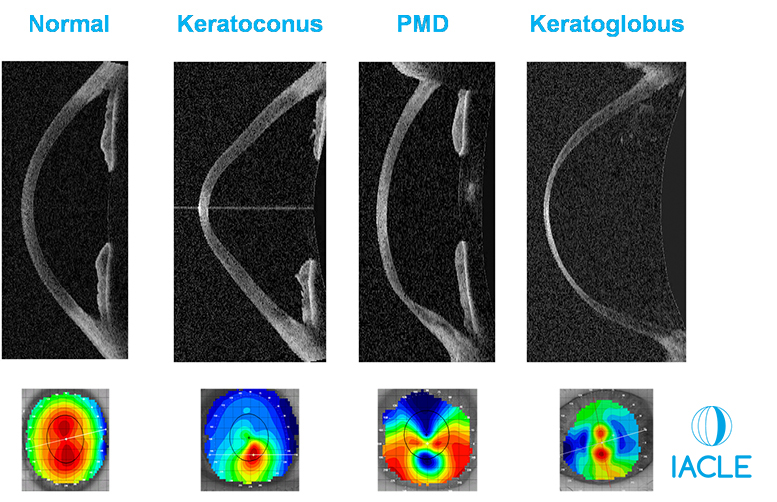 Normal
Keratoconus
PMD
Keratoglobus
IACLE